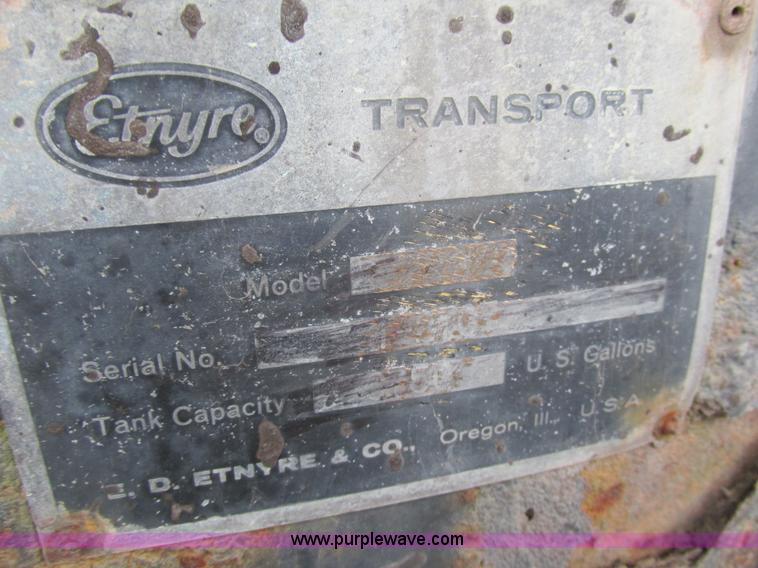 Etnyre®
TRANSPORT
Model
Serial No.
Tank Capacity U.S. Gallons
E. D. ETNYRE & CO., Oregon, Ill., U.S.A
www.purplewave.com